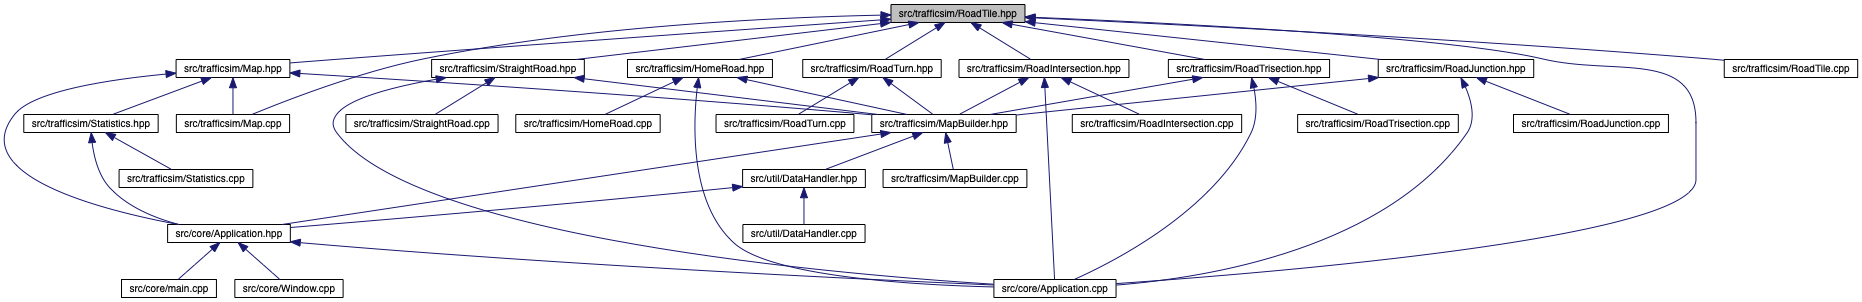 src/trafficsim/RoadTile.hpp
src/trafficsim/Map.hpp
src/trafficsim/StraightRoad.hpp
src/trafficsim/HomeRoad.hpp
src/trafficsim/RoadTurn.hpp
src/trafficsim/RoadIntersection.hpp
src/trafficsim/RoadTrisection.hpp
src/trafficsim/RoadJunction.hpp
src/trafficsim/RoadTile.cpp
src/trafficsim/Statistics.hpp
src/trafficsim/Map.cpp
src/trafficsim/StraightRoad.cpp
src/trafficsim/HomeRoad.cpp
src/trafficsim/RoadTurn.cpp
src/trafficsim/MapBuilder.hpp
src/trafficsim/RoadIntersection.cpp
src/trafficsim/RoadTrisection.cpp
src/trafficsim/RoadJunction.cpp
src/trafficsim/Statistics.cpp
src/util/DataHandler.hpp
src/trafficsim/MapBuilder.cpp
src/core/Application.hpp
src/util/DataHandler.cpp
src/core/main.cpp
src/core/Window.cpp
src/core/Application.cpp